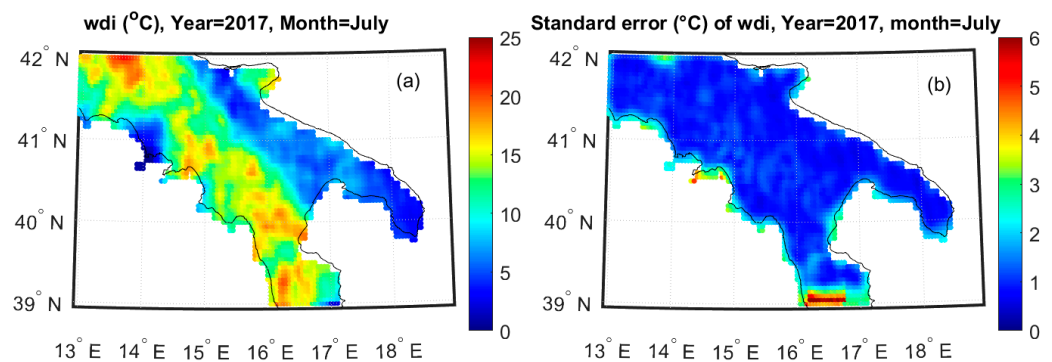 wdi (°C), Year=2017, Month=July
(a)
42° N
41° N
40° N
39° N
13° E 14° E 15° E 16° E 17° E 18° E
25
20
15
10
5
0
Standard error (°C) of wdi, Year=2017, month=July
(b)
42° N
41° N
40° N
39° N
13° E 14° E 15° E 16° E 17° E 18° E
6
5
4
3
2
1
0